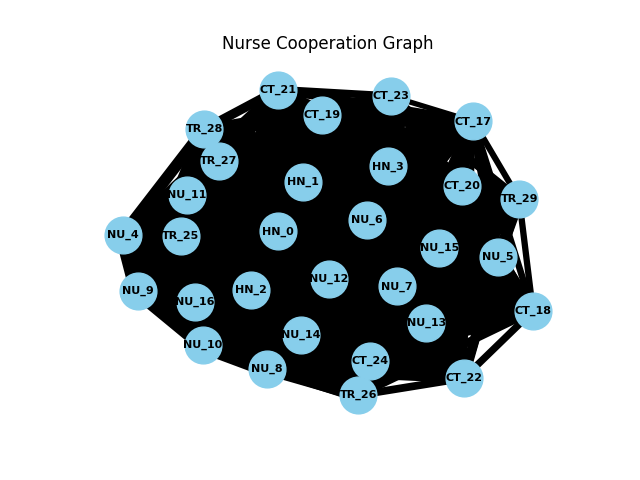 Nurse Cooperation Graph
CT_21
CT_23
CT_19
CT_17
TR_28
TR_27
HN_3
HN_1
CT_20
NU_11
TR_29
NU_6
HN_0
NU_4
TR_25
NU_15
NU_5
NU_12
NU_7
HN_2
NU_9
NU_16
CT_18
NU_13
NU_14
NU_10
CT_24
NU_8
CT_22
TR_26